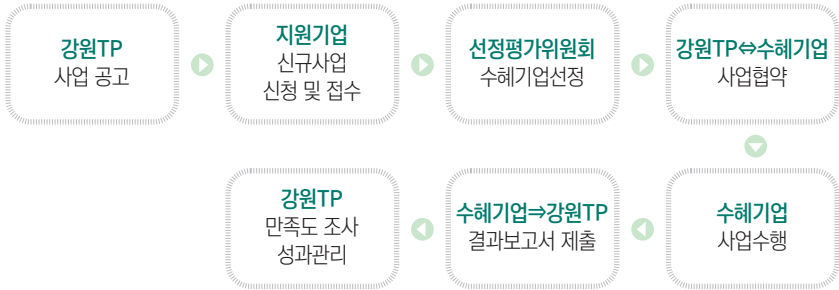 강원TP
사업 공고
지원기업
신규사업
신청 및 접수
선정평가위원회
수혜기업선정
강원TP⇔수혜기업
사업협약
수혜기업
사업수행
수혜기업⇒강원TP
결과보고서 제출
강원TP
만족도 조사
성과관리